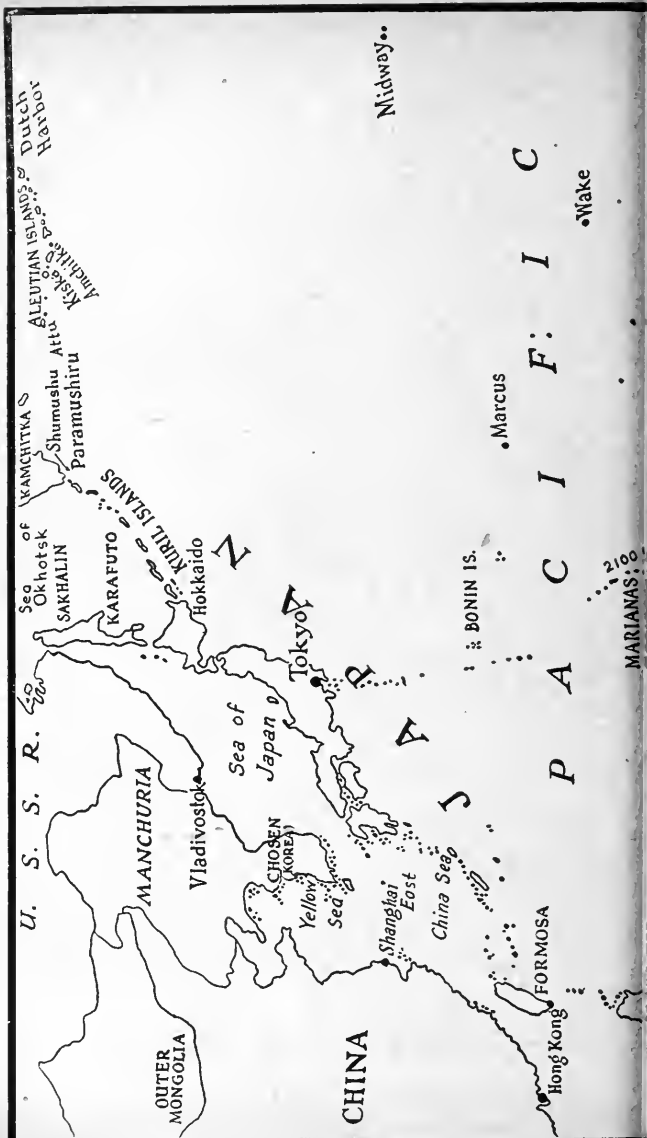 U. S. S. R.
Sea of
Okhotsk
KAMCHITKA
SAKHALIN
Shumushu
Attu
Paramushiru
ALEUTIAN ISLANDS
Kiska
Amchitka
Dutch
Harbor
KARAFUTO
KURIL ISLANDS
Hokkaido
OUTER
MONGOLIA
MANCHURIA
Vladivostok
Sea of
Japan
JAPAN
Tokyo
Midway
CHOSEN
(KOREA)
Yellow
Sea
CHINA
Shanghai
East
China Sea
BONIN IS.
Marcus
Wake
PACIFIC
Hong Kong
FORMOSA
2100
MARIANAS